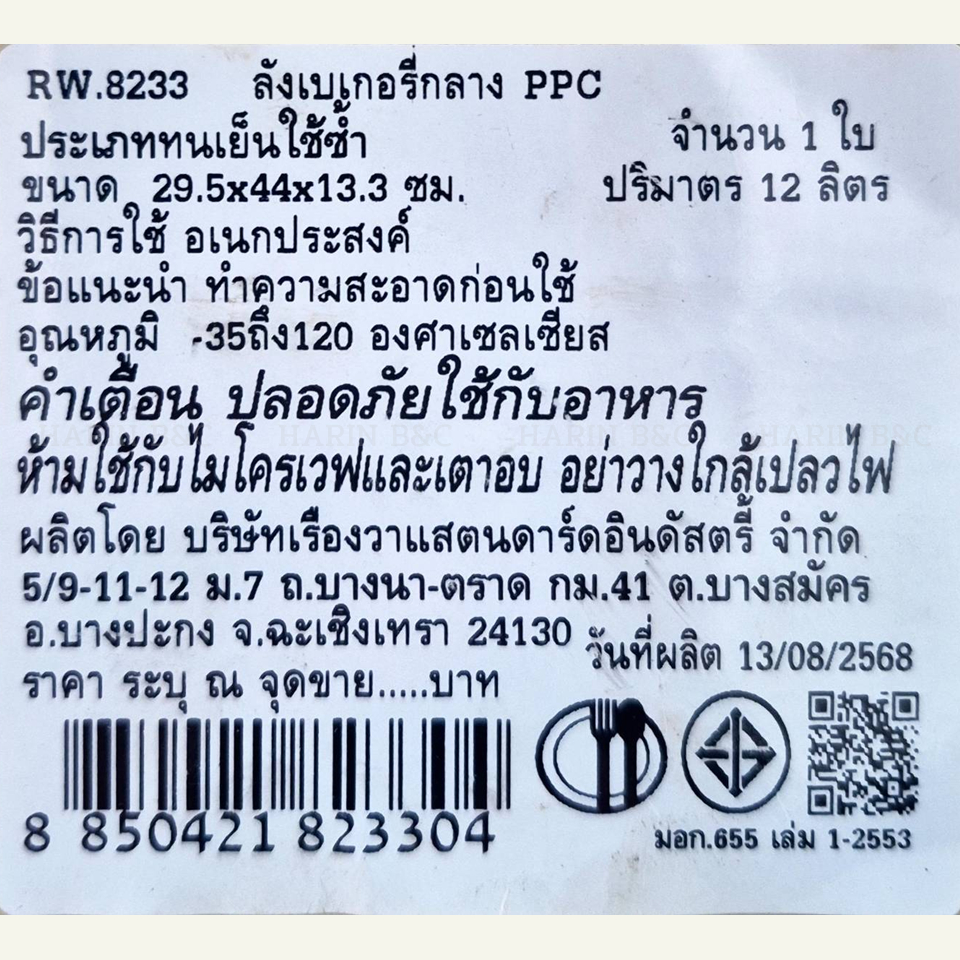 RW.8233 ลังเบเกอรี่กลาง PPC
ประเภททนเย็นใช้ซ้ำ จำนวน 1 ใบ
ขนาด 29.5x44x13.3 ซม. ปริมาตร 12 ลิตร
วิธีการใช้ อเนกประสงค์
ข้อแนะนำ ทำความสะอาดก่อนใช้
อุณหภูมิ -35ถึง120 องศาเซลเซียส
คำเตือน ปลอดภัยใช้กับอาหาร
HARIN B&C HARIN B&C HARIN B&C HARIN B&C
ห้ามใช้กับไมโครเวฟและเตาอบ อย่าวางใกล้เปลวไฟ
ผลิตโดย บริษัทเรืองวาแสตนดาร์ดอินดัสตรี้ จำกัด
5/9-11-12 ม.7 ถ.บางนา-ตราด กม.41 ต.บางสมัคร
อ.บางปะกง จ.ฉะเชิงเทรา 24130
วันที่ผลิต 13/08/2568
ราคา ระบุ ณ จุดขาย.....บาท
8 850421 823304
มอก.655 เล่ม 1-2553